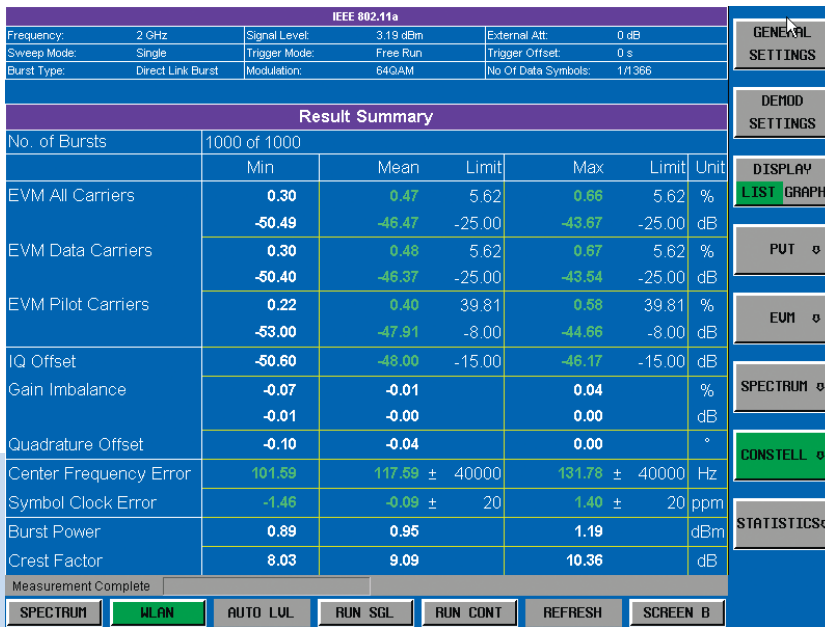 IEEE 802.11a
Frequency: 2 GHz Signal Level: 3.19 dBm External Att: 0 dB
Sweep Mode: Single Trigger Mode: Free Run Trigger Offset: 0 s
Burst Type: Direct Link Burst Modulation: 64QAM No Of Data Symbols: 1/1366
Result Summary
No. of Bursts 1000 of 1000
Min Mean Limit Max Limit Unit
EVM All Carriers 0.30 0.47 5.62 0.66 5.62 %
-50.49 -46.47 -25.00 -43.67 -25.00 dB
EVM Data Carriers 0.30 0.48 5.62 0.67 5.62 %
-50.40 -46.37 -25.00 -43.54 -25.00 dB
EVM Pilot Carriers 0.22 0.40 39.81 0.58 39.81 %
-53.00 -47.91 -8.00 -44.66 -8.00 dB
IQ Offset -50.60 -48.00 -15.00 -46.17 -15.00 dB
Gain Imbalance -0.07 -0.01 0.04 %
-0.01 -0.00 0.00 dB
Quadrature Offset -0.10 -0.04 0.00 °
Center Frequency Error 101.59 117.59 ± 40000 131.78 ± 40000 Hz
Symbol Clock Error -1.46 -0.09 ± 20 1.40 ± 20 ppm
Burst Power 0.89 0.95 1.19 dBm
Crest Factor 8.03 9.09 10.36 dB
Measurement Complete
SPECTRUM WLAN AUTO LVL RUN SGL RUN CONT REFRESH SCREEN B
GENERAL
SETTINGS
DEMOD
SETTINGS
DISPLAY
LIST GRAPH
PVT
EVM
SPECTRUM
CONSTELL
STATISTICS